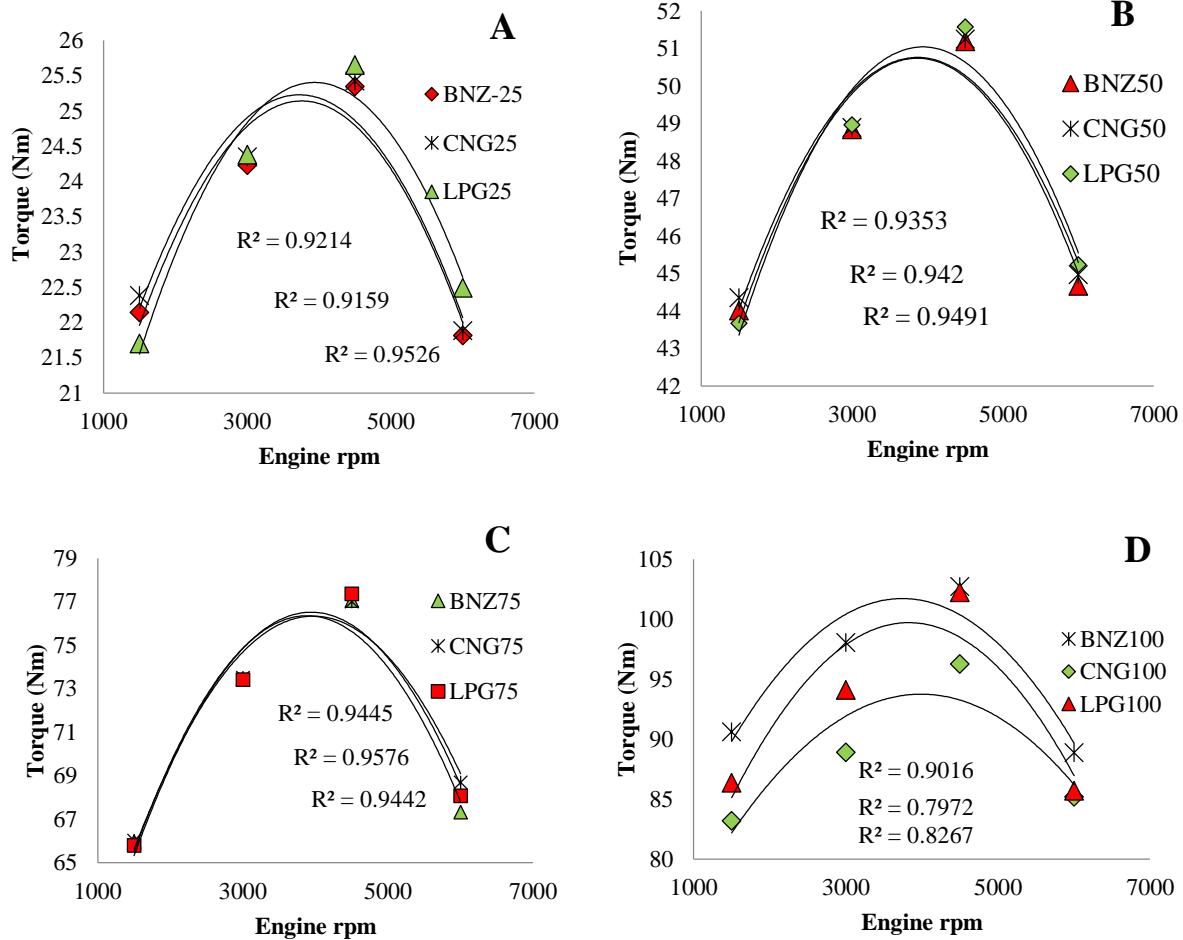 A
Torque (Nm)
26
25.5
25
24.5
24
23.5
23
22.5
22
21.5
21
1000
3000
5000
7000
Engine rpm
BNZ-25
CNG25
LPG25
R² = 0.9214
R² = 0.9159
R² = 0.9526
B
Torque (Nm)
52
51
50
49
48
47
46
45
44
43
42
1000
3000
5000
7000
Engine rpm
BNZ50
CNG50
LPG50
R² = 0.9353
R² = 0.942
R² = 0.9491
C
Torque (Nm)
79
77
75
73
71
69
67
65
1000
3000
5000
7000
Engine rpm
BNZ75
CNG75
LPG75
R² = 0.9445
R² = 0.9576
R² = 0.9442
D
Torque (Nm)
105
100
95
90
85
80
1000
3000
5000
7000
Engine rpm
BNZ100
CNG100
LPG100
R² = 0.9016
R² = 0.7972
R² = 0.8267